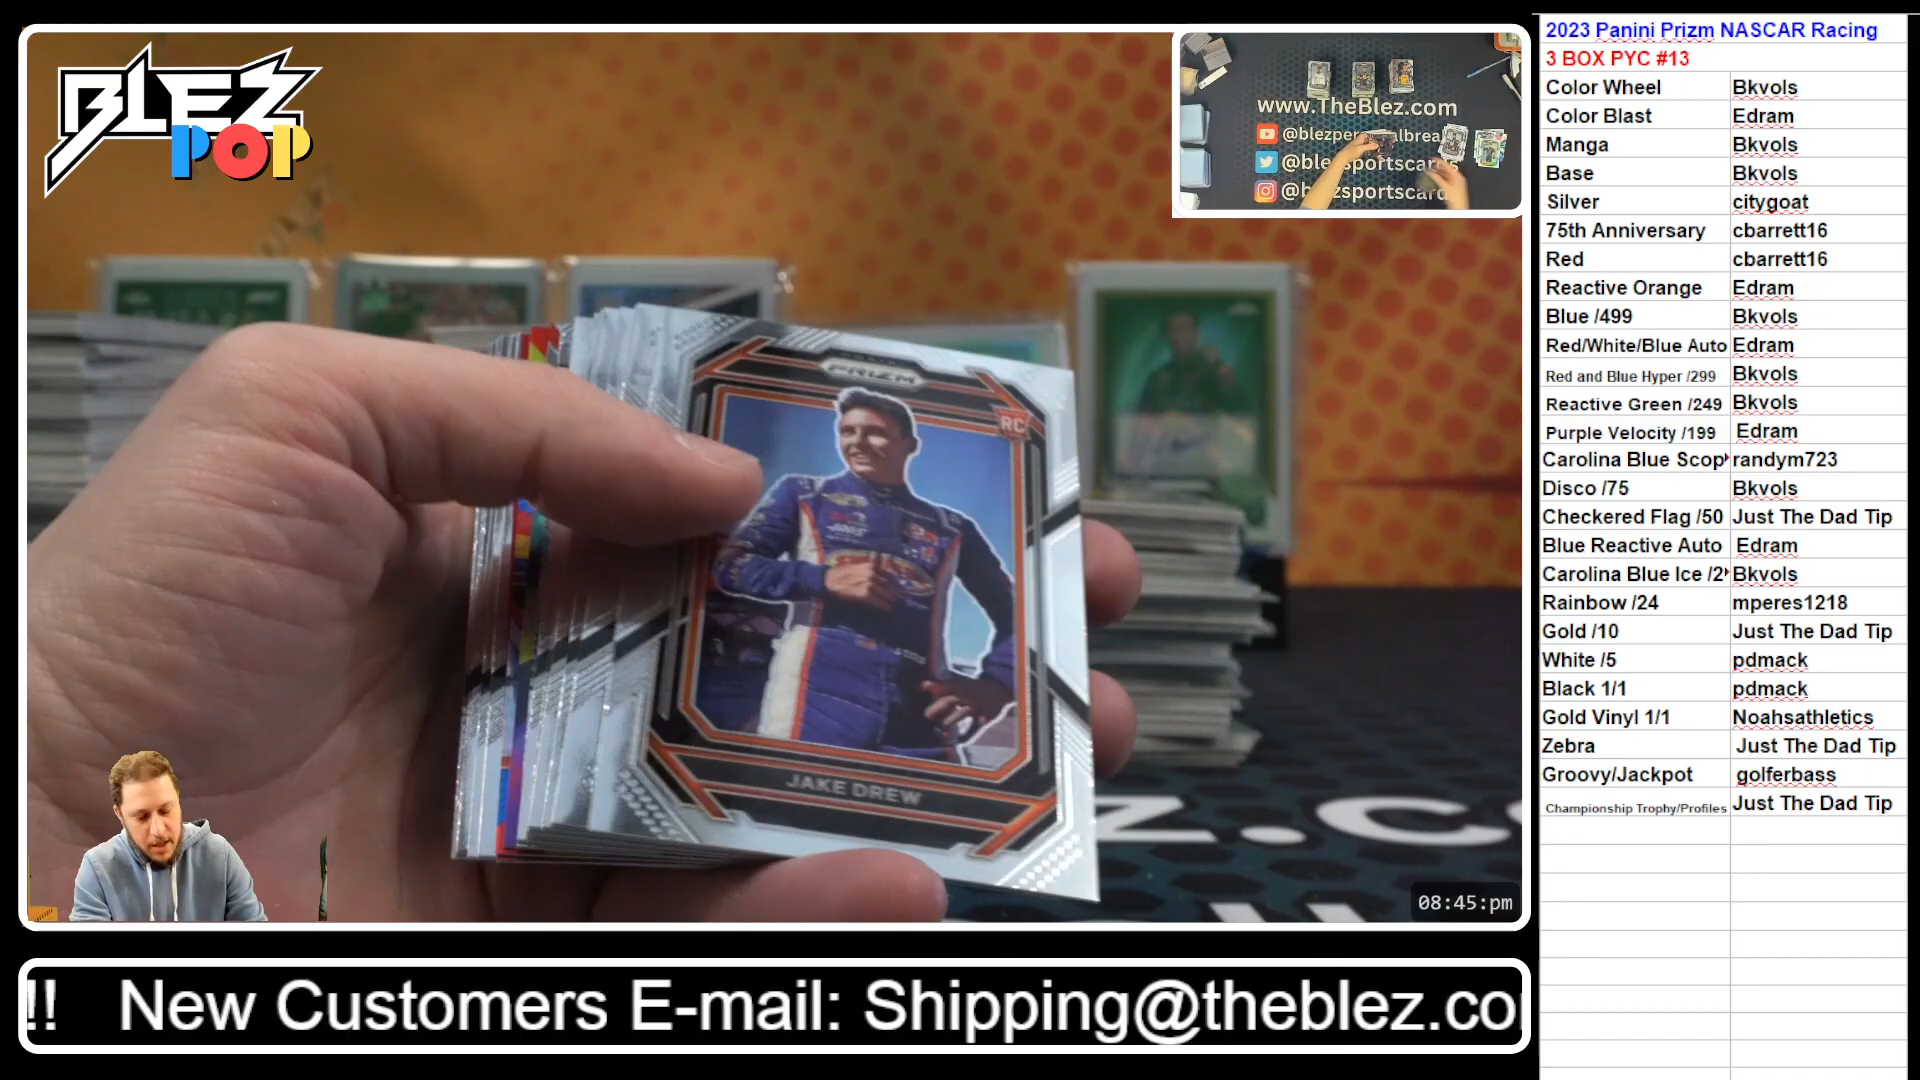 BLEZ
POP
www.TheBlez.com
@blezsportscards
PRIZM
RC
JAKE DREW
08:45:pm
!! New Customers E-mail: Shipping@theblez.co
2023 Panini Prizm NASCAR Racing
3 BOX PYC #13
Color Wheel Bkvols
Color Blast Edram
Manga Bkvols
Base Bkvols
Silver citygoat
75th Anniversary cbarrett16
Red cbarrett16
Reactive Orange Edram
Blue /499 Bkvols
Red/White/Blue Auto Edram
Red and Blue Hyper /299 Bkvols
Reactive Green /249 Bkvols
Purple Velocity /199 Edram
Carolina Blue Scop randym723
Disco /75 Bkvols
Checkered Flag /50 Just The Dad Tip
Blue Reactive Auto Edram
Carolina Blue Ice /2 Bkvols
Rainbow /24 mperes1218
Gold /10 Just The Dad Tip
White /5 pdmack
Black 1/1 pdmack
Gold Vinyl 1/1 Noahsathletics
Zebra Just The Dad Tip
Groovy/Jackpot golferbass
Championship Trophy/Profiles Just The Dad Tip